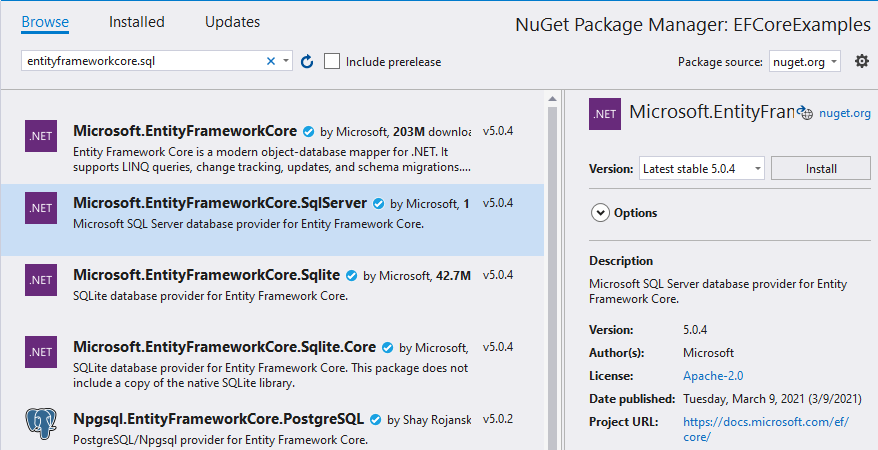 Browse Installed Updates NuGet Package Manager: EFCoreExamples
entityframeworkcore.sql Include prerelease Package source: nuget.org
.NET Microsoft.EntityFrameworkCore by Microsoft, 203M downloa v5.0.4
Entity Framework Core is a modern object-database mapper for .NET. It
supports LINQ queries, change tracking, updates, and schema migrations....
.NET Microsoft.EntityFrameworkCore.SqlServer by Microsoft, 1 v5.0.4
Microsoft SQL Server database provider for Entity Framework Core.
.NET Microsoft.EntityFrameworkCore.Sqlite by Microsoft, 42.7M v5.0.4
SQLite database provider for Entity Framework Core.
.NET Microsoft.EntityFrameworkCore.Sqlite.Core by Microsoft, v5.0.4
SQLite database provider for Entity Framework Core. This package does not
include a copy of the native SQLite library.
Npgsql.EntityFrameworkCore.PostgreSQL by Shay Rojansk v5.0.2
PostgreSQL/Npgsql provider for Entity Framework Core.
.NET Microsoft.EntityFran nuget.org
Version: Latest stable 5.0.4 Install
Options
Description
Microsoft SQL Server database provider for Entity
Framework Core.
Version: 5.0.4
Author(s): Microsoft
License: Apache-2.0
Date published: Tuesday, March 9, 2021 (3/9/2021)
Project URL: https://docs.microsoft.com/ef/
core/